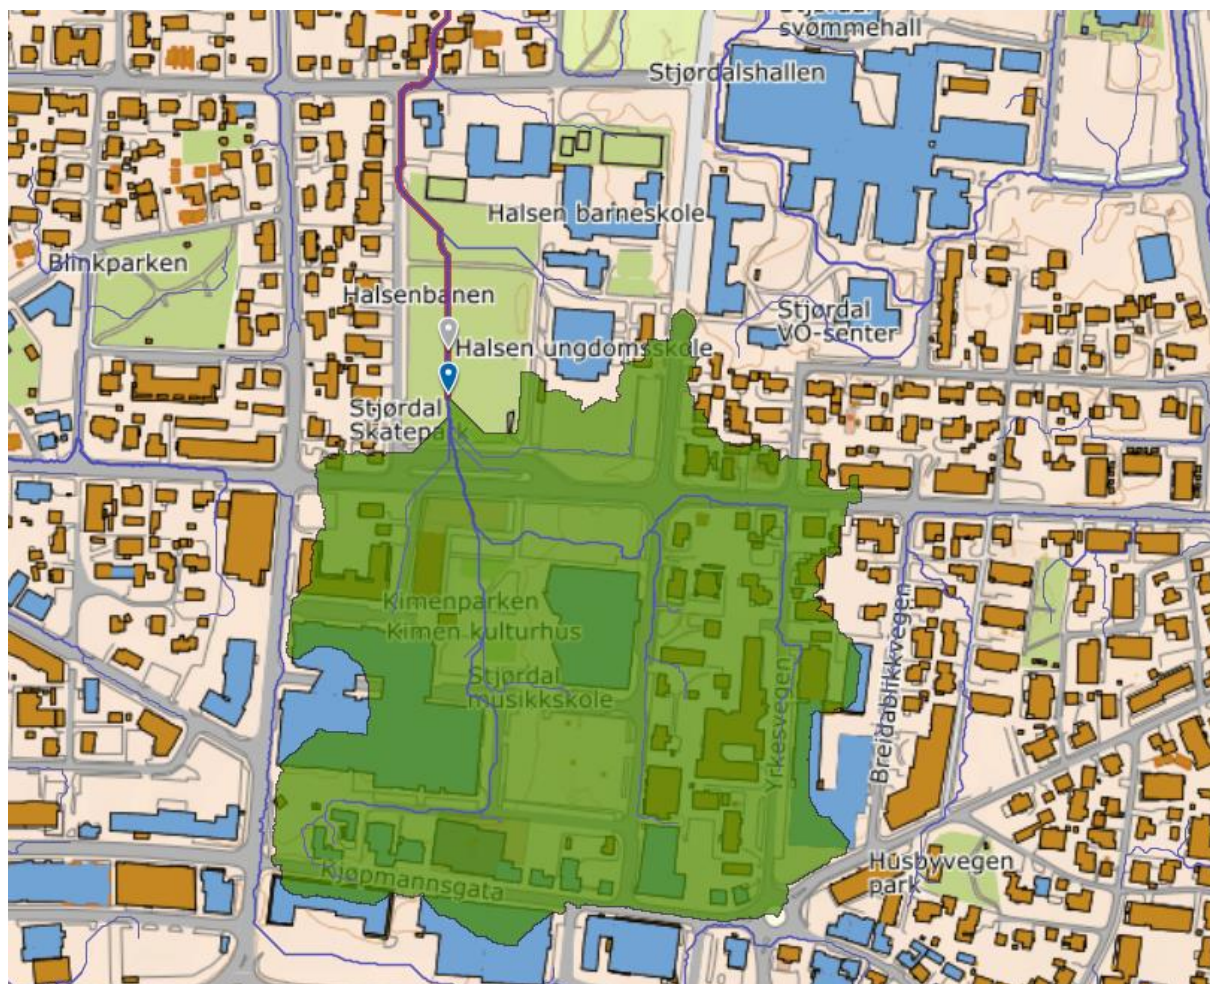 svømmehall
Stjørdalshallen
Halsen barneskole
Blinkparken
Halsenbanen
Stjørdal
VO-senter
Halsen ungdomsskole
Stjørdal
Skatepark
Kimenparken
Kimen kulturhus
Stjørdal
musikkskole
Yrkesvegen
Breidablikkvegen
Kjøpmannsgata
Husbyvegen
park